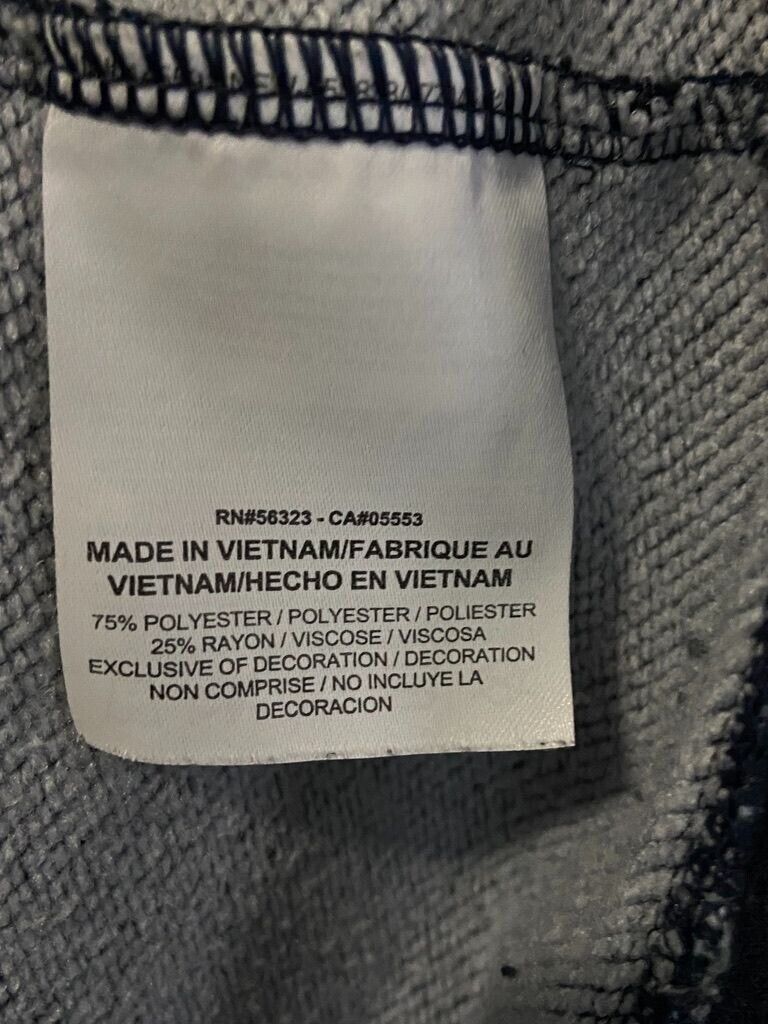 RN#56323 - CA#05553
MADE IN VIETNAM/FABRIQUE AU
VIETNAM/HECHO EN VIETNAM
75% POLYESTER / POLYESTER / POLIESTER
25% RAYON / VISCOSE / VISCOSA
EXCLUSIVE OF DECORATION / DECORATION
NON COMPRISE / NO INCLUYE LA
DECORACION